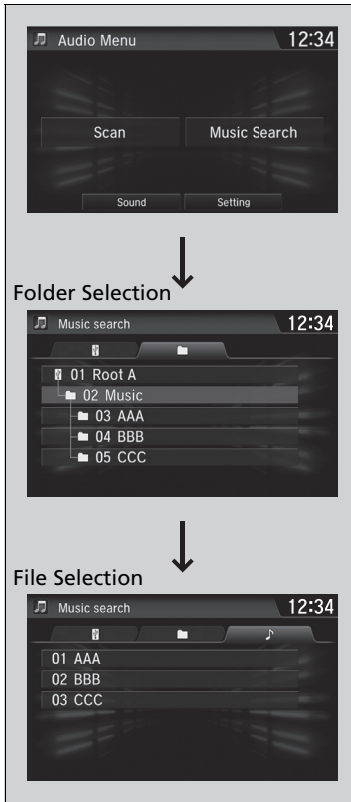 Audio Menu 12:34
Scan Music Search
Sound Setting
Folder Selection
Music search 12:34
01 Root A
02 Music
03 AAA
04 BBB
05 CCC
File Selection
Music search 12:34
01 AAA
02 BBB
03 CCC